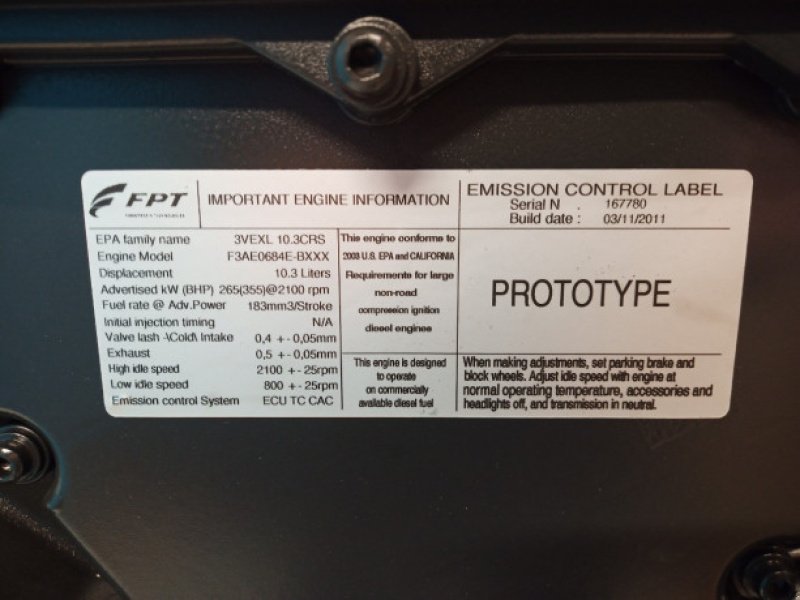 FPT
IMPORTANT ENGINE INFORMATION
EMISSION CONTROL LABEL
Serial N . 167780
Build date : 03/11/2011
EPA family name 3VEXL 10.3CRS
Engine Model F3AE0684E-BXXX
Displacement 10.3 Liters
Advertised kW (BHP) 265(355)@2100 rpm
Fuel rate @ Adv.Power 183mm3/Stroke
Initial injection timing N/A
Valve lash -\Cold\ Intake 0,4 +-0,05mm
Exhaust 0,5 +-0,05mm
High idle speed 2100 +-25rpm
Low idle speed 800 +-25rpm
Emission control System ECU TC CAC
This engine conforme to
2008 U.S. EPA and CALIFORNIA
Requirements for large
non-road
compression ignition
diesel enginee
This engine is designed
to operate
on commercially
available diesel fuel
PROTOTYPE
When making adjustments, set parking brake and
block wheels. Adjust idle speed with engine at
normal operating temperature, accessories and
headlights off, and transmission in neutral.